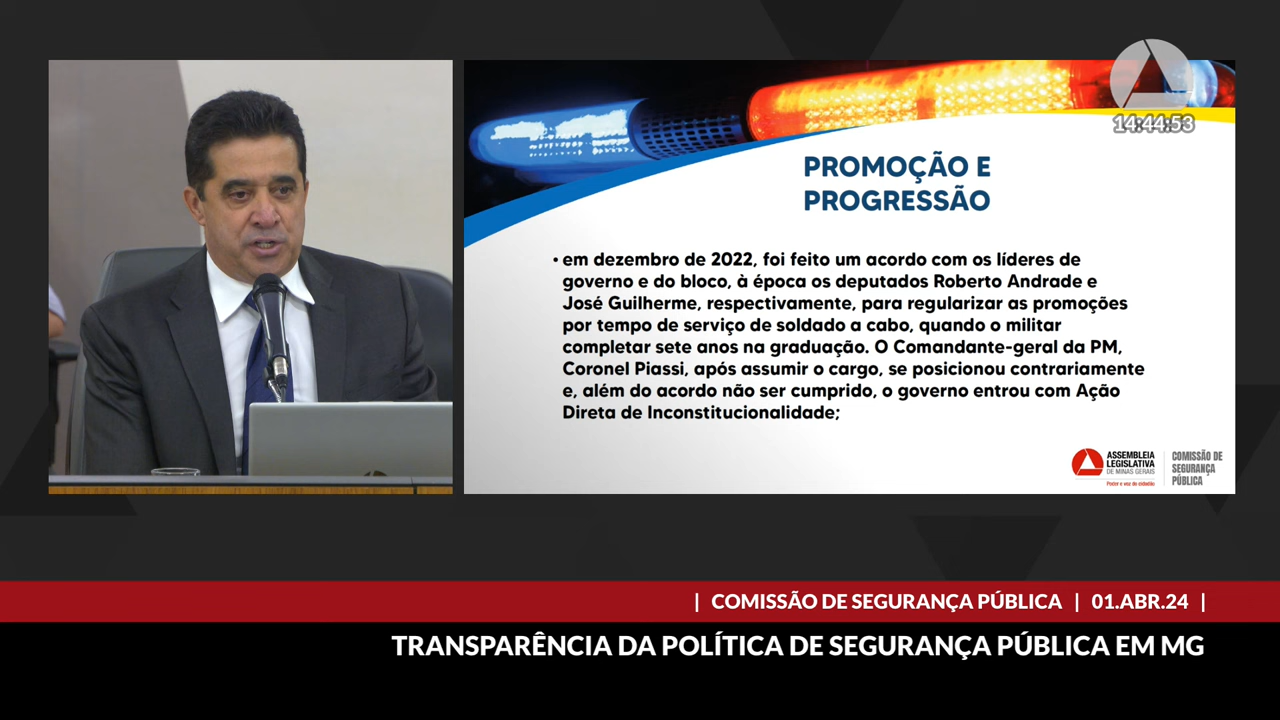 14:44:53
PROMOÇÃO E
PROGRESSÃO
• em dezembro de 2022, foi feito um acordo com os líderes de
governo e do bloco, à época os deputados Roberto Andrade e
José Guilherme, respectivamente, para regularizar as promoções
por tempo de serviço de soldado a cabo, quando o militar
completar sete anos na graduação. O Comandante-geral da PM,
Coronel Piassi, após assumir o cargo, se posicionou contrariamente
e, além do acordo não ser cumprido, o governo entrou com Ação
Direta de Inconstitucionalidade;
ASSEMBLEIA
LEGISLATIVA
DE MINAS GERAIS
Poder e voz do cidadão
COMISSÃO DE
SEGURANÇA
PÚBLICA
| COMISSÃO DE SEGURANÇA PÚBLICA | 01.ABR.24 |
TRANSPARÊNCIA DA POLÍTICA DE SEGURANÇA PÚBLICA EM MG